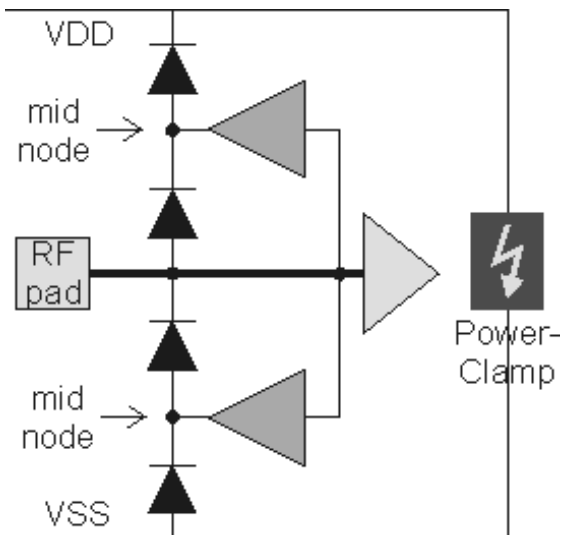 VDD
mid
node
RF
pad
Power-
Clamp
mid
node
VSS